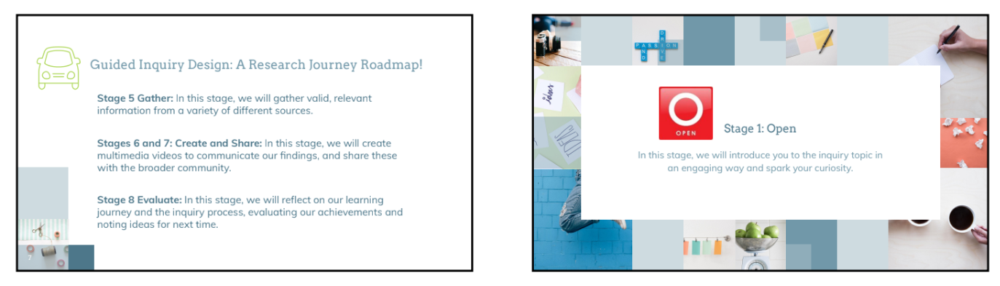 Guided Inquiry Design: A Research Journey Roadmap!
Stage 5 Gather: In this stage, we will gather valid, relevant
information from a variety of different sources.
Stages 6 and 7: Create and Share: In this stage, we will create
multimedia videos to communicate our findings, and share these
with the broader community.
Stage 8 Evaluate: In this stage, we will reflect on our learning
journey and the inquiry process, evaluating our achievements and
noting ideas for next time.
7
PASSION
AND
DRIVE
ideas
IDEAS
OPEN
Stage 1: Open
In this stage, we will introduce you to the inquiry topic in
an engaging way and spark your curiosity.